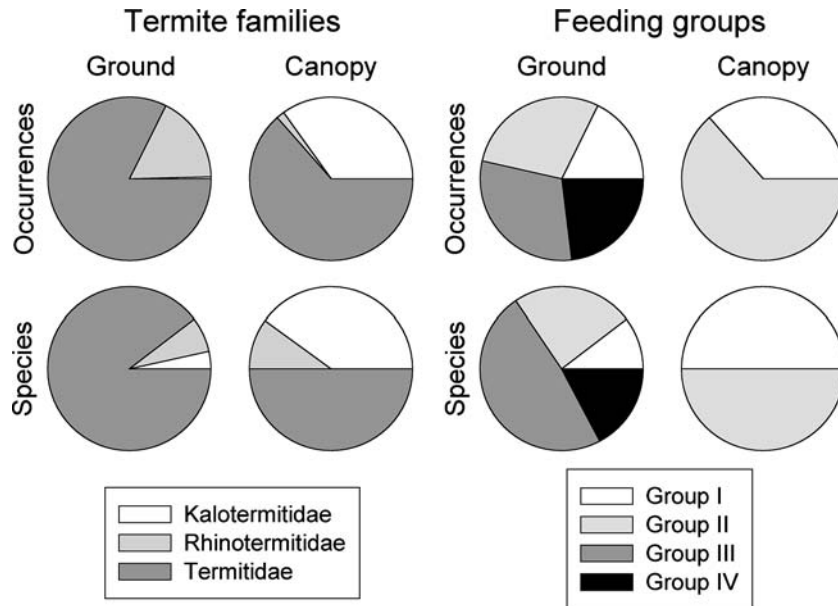 Termite families
Feeding groups
Ground
Canopy
Ground
Canopy
Occurrences
Occurrences
Species
Species
Kalotermitidae
Rhinotermitidae
Termitidae
Group I
Group II
Group III
Group IV